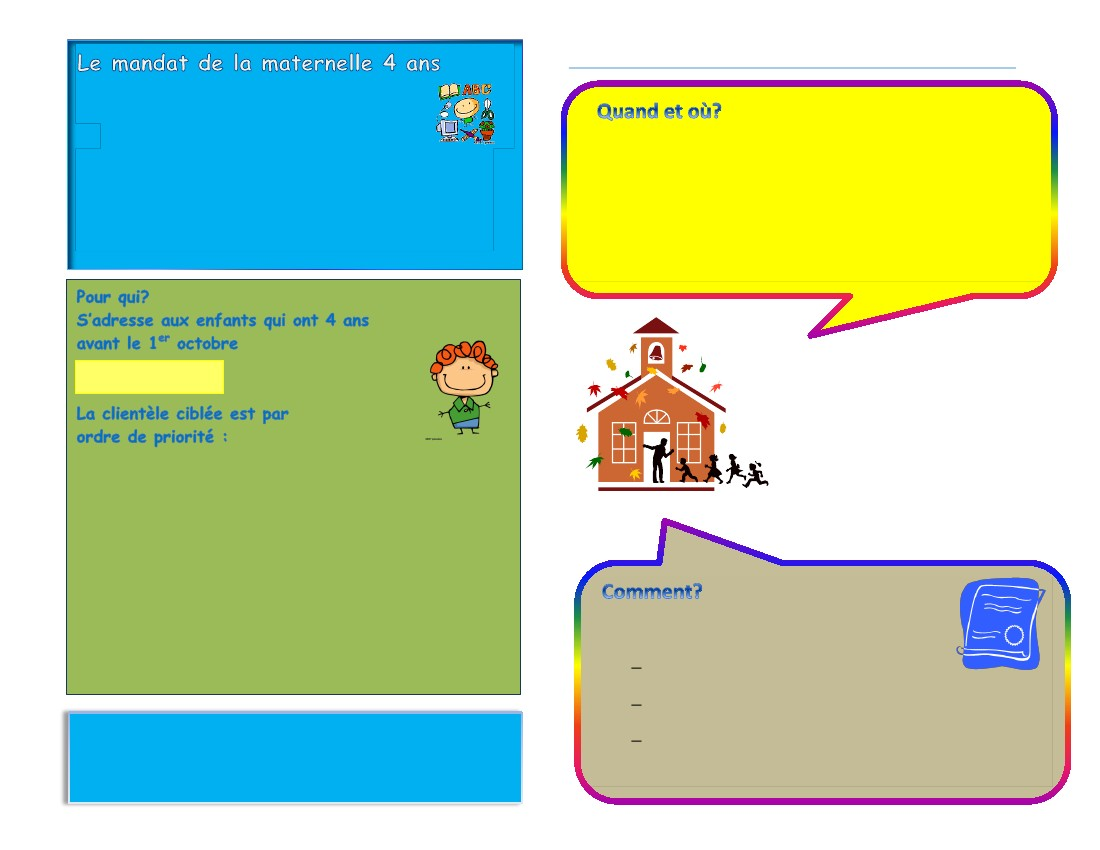 Le mandat de la maternelle 4 ans
ABC
Pour qui?
S'adresse aux enfants qui ont 4 ans
avant le 1er octobre
La clientèle ciblée est par
ordre de priorité :
Quand et où?
Comment?
–
–
–